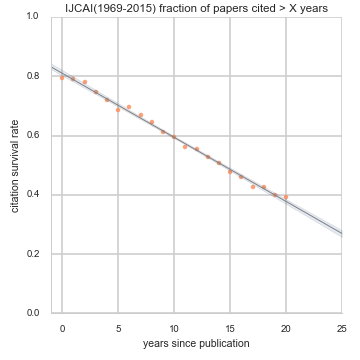 IJCAI(1969-2015) fraction of papers cited > X years
1.0
0.8
0.6
0.4
0.2
0.0
citation survival rate
0 5 10 15 20 25
years since publication